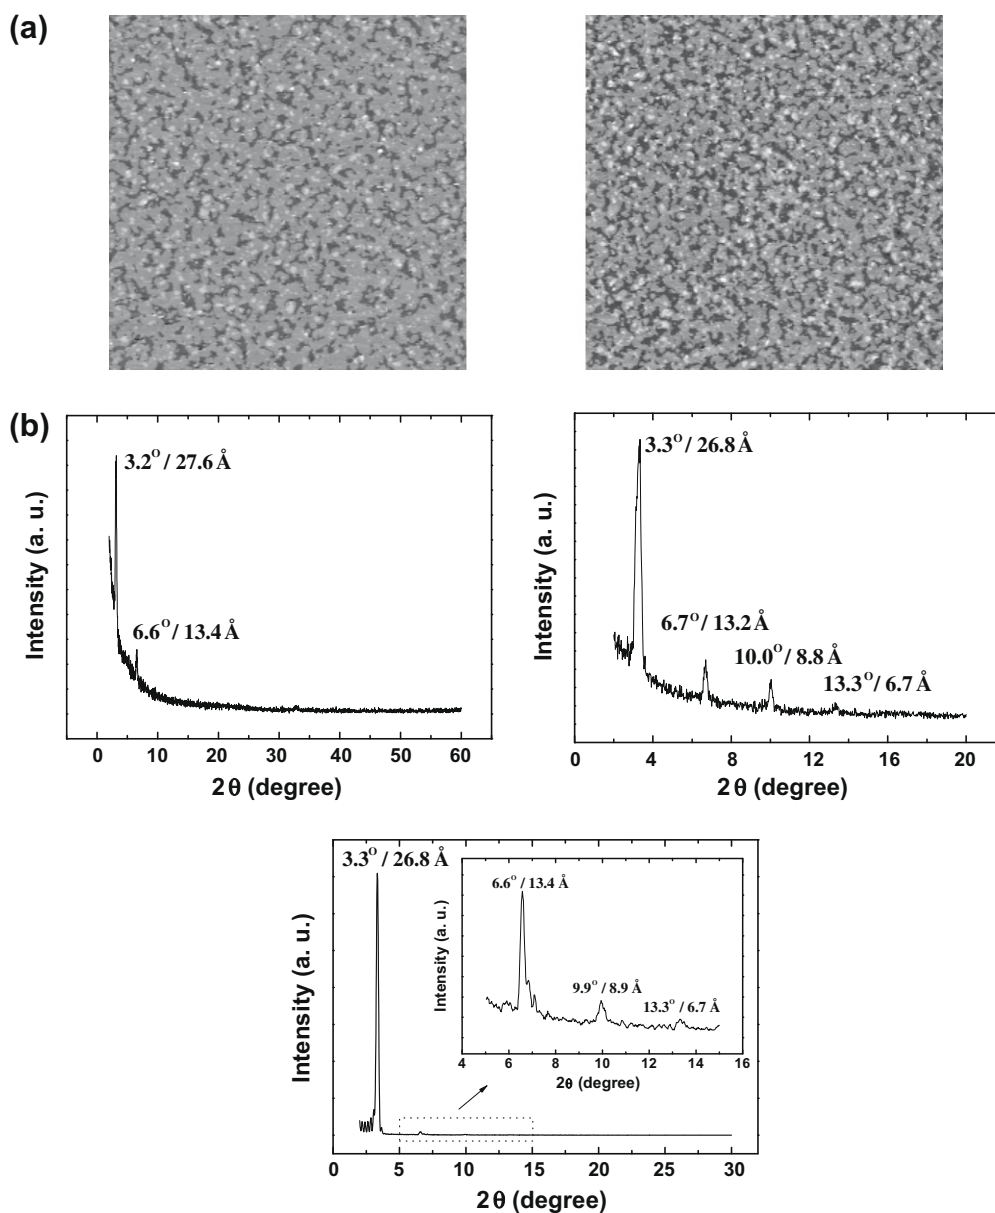 (a)
(b)
3.2° / 27.6 Å
6.6° / 13.4 Å
Intensity (a. u.)
0 10 20 30 40 50 60
2θ (degree)
3.3° / 26.8 Å
6.7° / 13.2 Å
10.0° / 8.8 Å
13.3° / 6.7 Å
Intensity (a. u.)
4 8 12 16 20
2θ (degree)
3.3° / 26.8 Å
Intensity (a. u.)
6.6° / 13.4 Å
9.9° / 8.9 Å
13.3° / 6.7 Å
Intensity (a. u.)
4 6 8 10 12 14 16
2θ (degree)
0 5 10 15 20 25 30
2θ (degree)